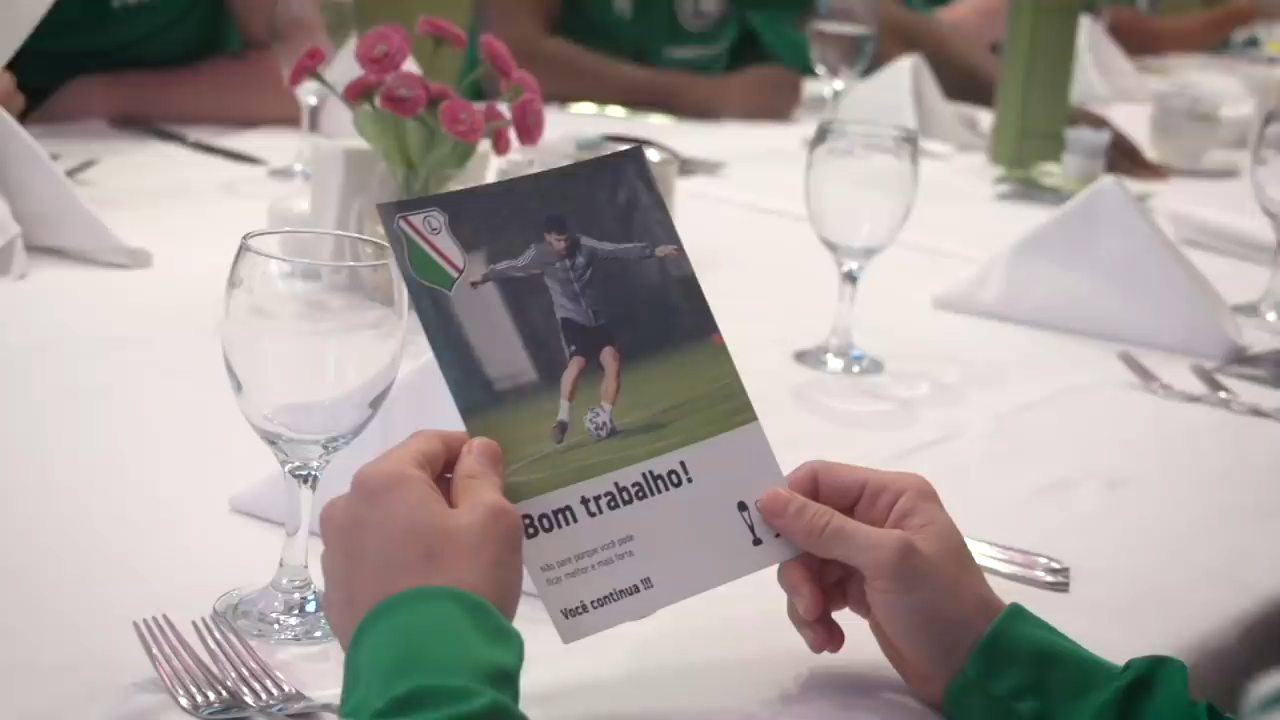 L
Bom trabalho!
Não pare porque você pode
ficar melhor e mais forte
Você continua !!!